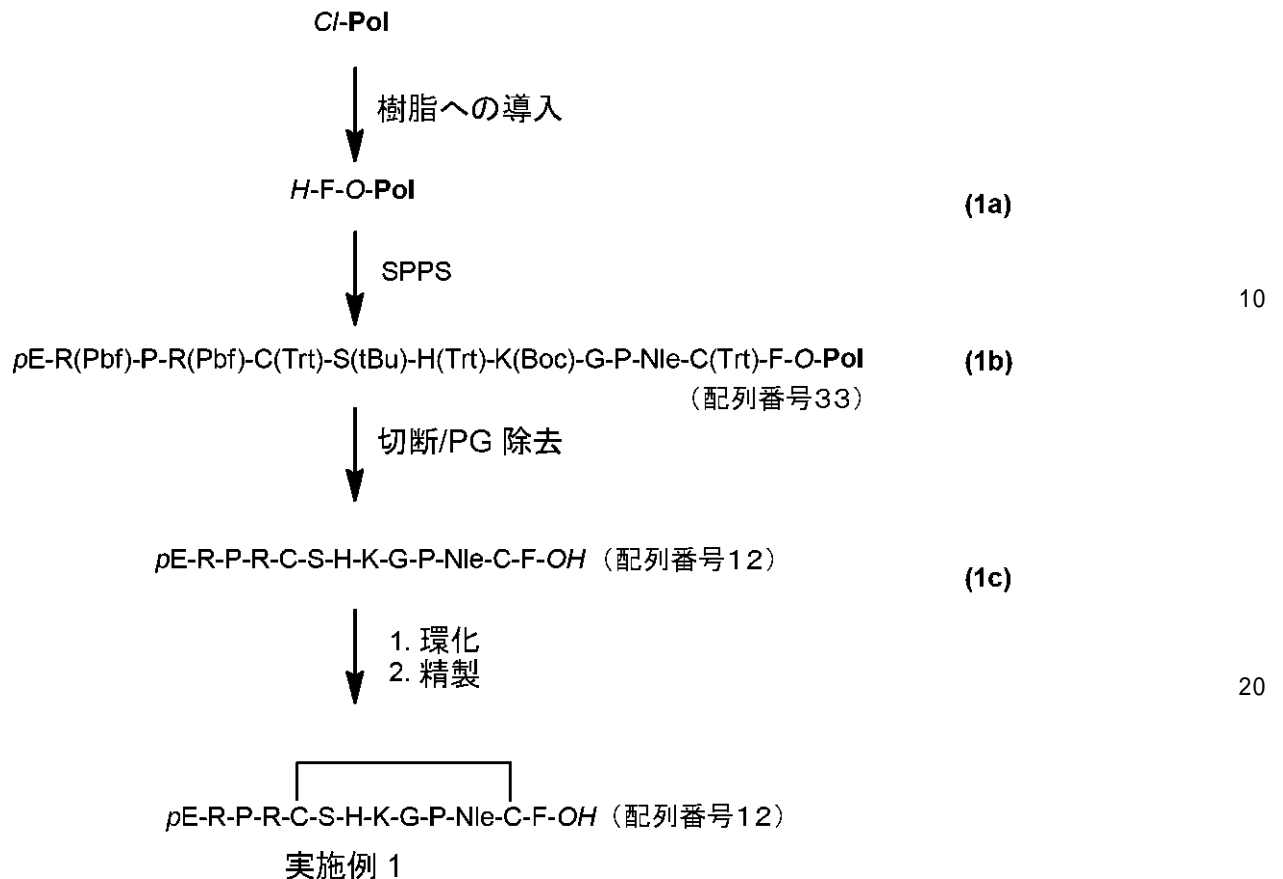 Cl-Pol
樹脂への導入
H-F-O-Pol
(1a)
SPPS
10
pE-R(Pbf)-P-R(Pbf)-C(Trt)-S(tBu)-H(Trt)-K(Boc)-G-P-Nle-C(Trt)-F-O-Pol (1b)
（配列番号33）
切断/PG 除去
pE-R-P-R-C-S-H-K-G-P-Nle-C-F-OH（配列番号12）
(1c)
1. 環化
2. 精製
20
pE-R-P-R-C-S-H-K-G-P-Nle-C-F-OH（配列番号12）
実施例 1